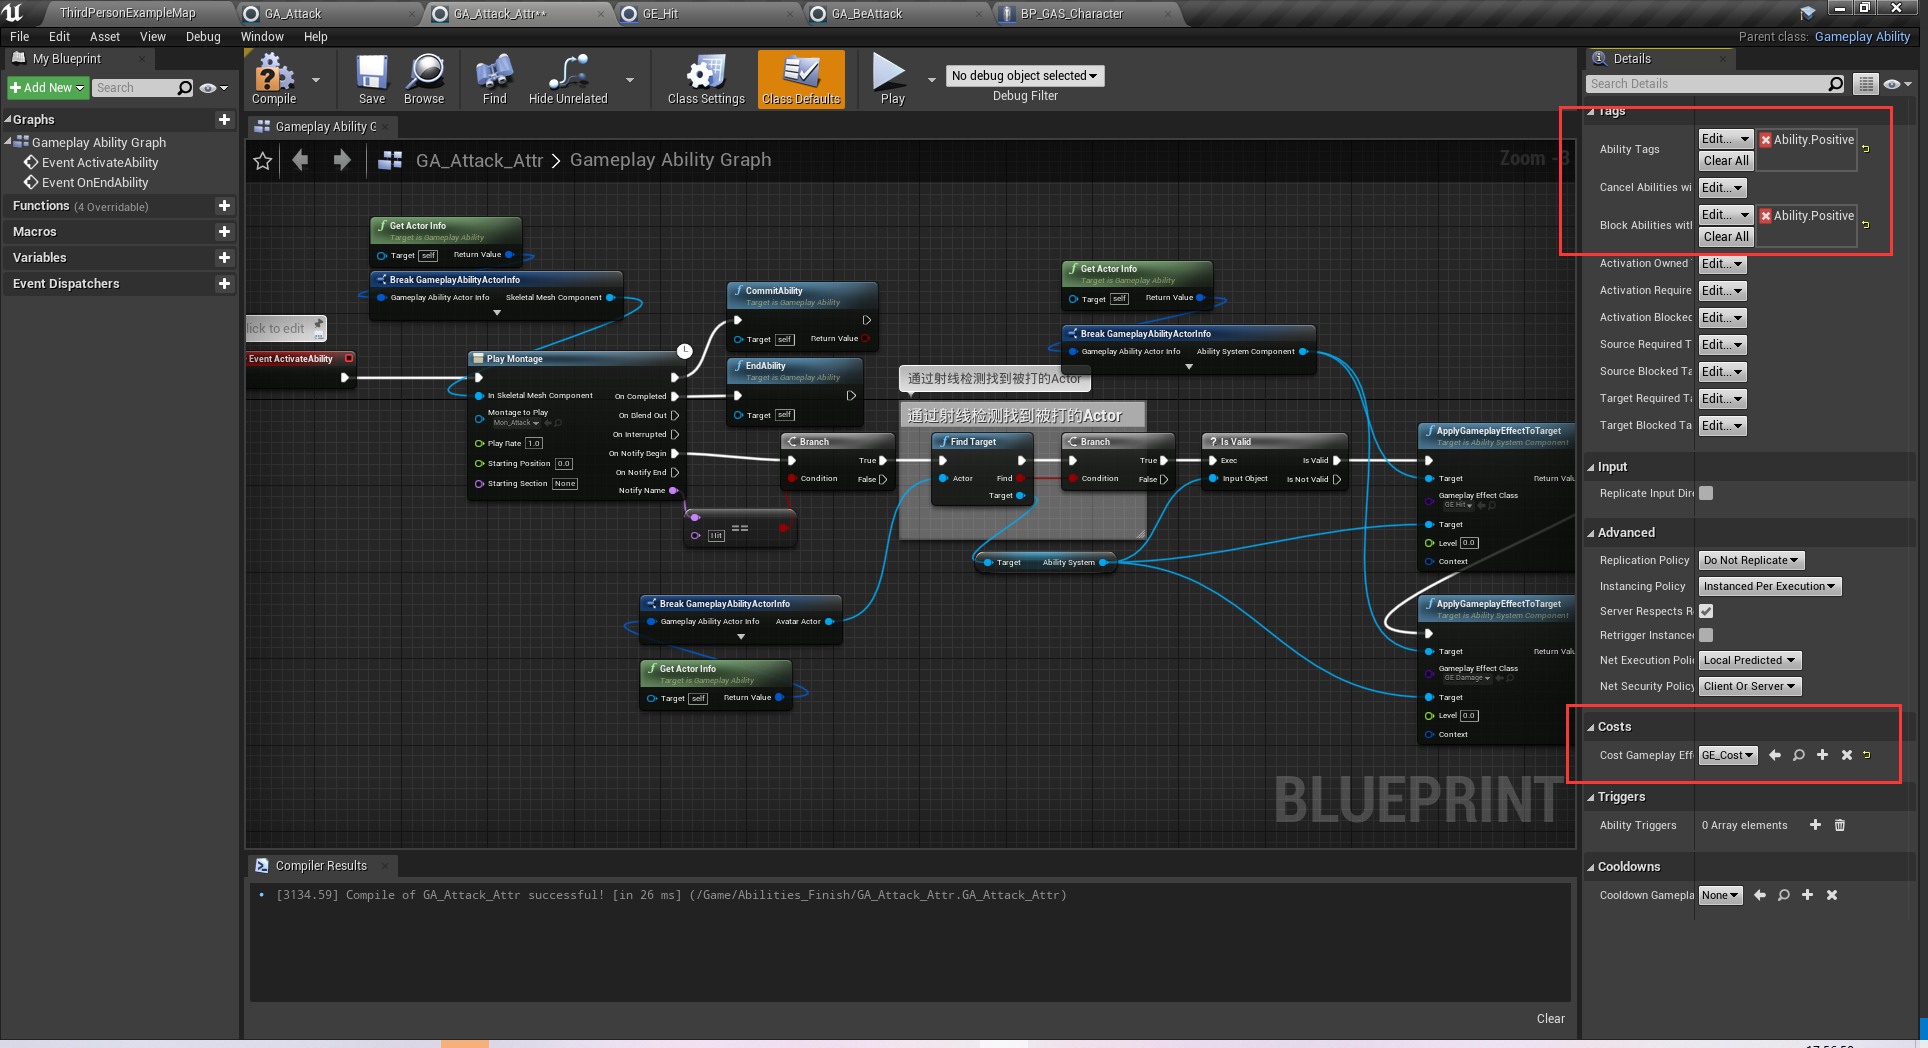 ThirdPersonExampleMap
GA_Attack
GA_Attack_Attr**
GE_Hit
GA_BeAttack
BP_GAS_Character
File Edit Asset View Debug Window Help
Parent class: Gameplay Ability
My Blueprint
Add New
Search
Graphs
Gameplay Ability Graph
Event ActivateAbility
Event OnEndAbility
Functions (4 Overridable)
Macros
Variables
Event Dispatchers
Compile
Save
Browse
Find
Hide Unrelated
Class Settings
Class Defaults
Play
No debug object selected
Debug Filter
Gameplay Ability G
GA_Attack_Attr > Gameplay Ability Graph
Zoom -3
Get Actor Info
Target is Gameplay Ability
Target self Return Value
Break GameplayAbilityActorInfo
Gameplay Ability Actor Info Skeletal Mesh Component
lick to edit
Event ActivateAbility
Play Montage
In Skeletal Mesh Component On Completed
Montage to Play
Mon_Attack
On Blend Out
Play Rate 1.0
On Interrupted
On Notify Begin
Starting Position 0.0
On Notify End
Starting Section None
Notify Name
CommitAbility
Target is Gameplay Ability
Target self Return Value
EndAbility
Target is Gameplay Ability
Target self
Branch
True
Condition False
Hit ==
通过射线检测找到被打的Actor
通过射线检测找到被打的Actor
Find Target
Actor Find
Target
Branch
True
Condition False
Is Valid
Exec Is Valid
Input Object Is Not Valid
Target Ability System
Get Actor Info
Target is Gameplay Ability
Target self Return Value
Break GameplayAbilityActorInfo
Gameplay Ability Actor Info Ability System Component
Break GameplayAbilityActorInfo
Gameplay Ability Actor Info Avatar Actor
Get Actor Info
Target is Gameplay Ability
Target self Return Value
ApplyGameplayEffectToTarget
Target is Ability System Component
Target Return Valu
Gameplay Effect Class
GE Hit
Target
Level 0.0
Context
ApplyGameplayEffectToTarget
Target is Ability System Component
Target Return Valu
Gameplay Effect Class
GE Damage
Target
Level 0.0
Context
BLUEPRINT
Compiler Results
[3134.59] Compile of GA_Attack_Attr successful! [in 26 ms] (/Game/Abilities_Finish/GA_Attack_Attr.GA_Attack_Attr)
Clear
Details
Search Details
Tags
Ability Tags Edit... Ability.Positive
Clear All
Cancel Abilities wi Edit...
Block Abilities with Edit... Ability.Positive
Clear All
Activation Owned Edit...
Activation Require Edit...
Activation Blocked Edit...
Source Required T Edit...
Source Blocked Ta Edit...
Target Required Ta Edit...
Target Blocked Ta Edit...
Input
Replicate Input Dir
Advanced
Replication Policy Do Not Replicate
Instancing Policy Instanced Per Execution
Server Respects R
Retrigger Instanced
Net Execution Polic Local Predicted
Net Security Policy Client Or Server
Costs
Cost Gameplay Eff GE_Cost
Triggers
Ability Triggers 0 Array elements
Cooldowns
Cooldown Gamepla None